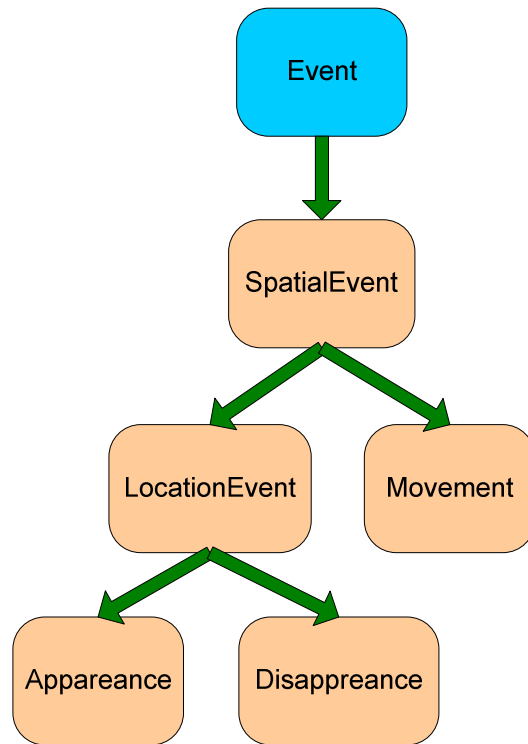 Event
SpatialEvent
LocationEvent
Movement
Appareance
Disappreance